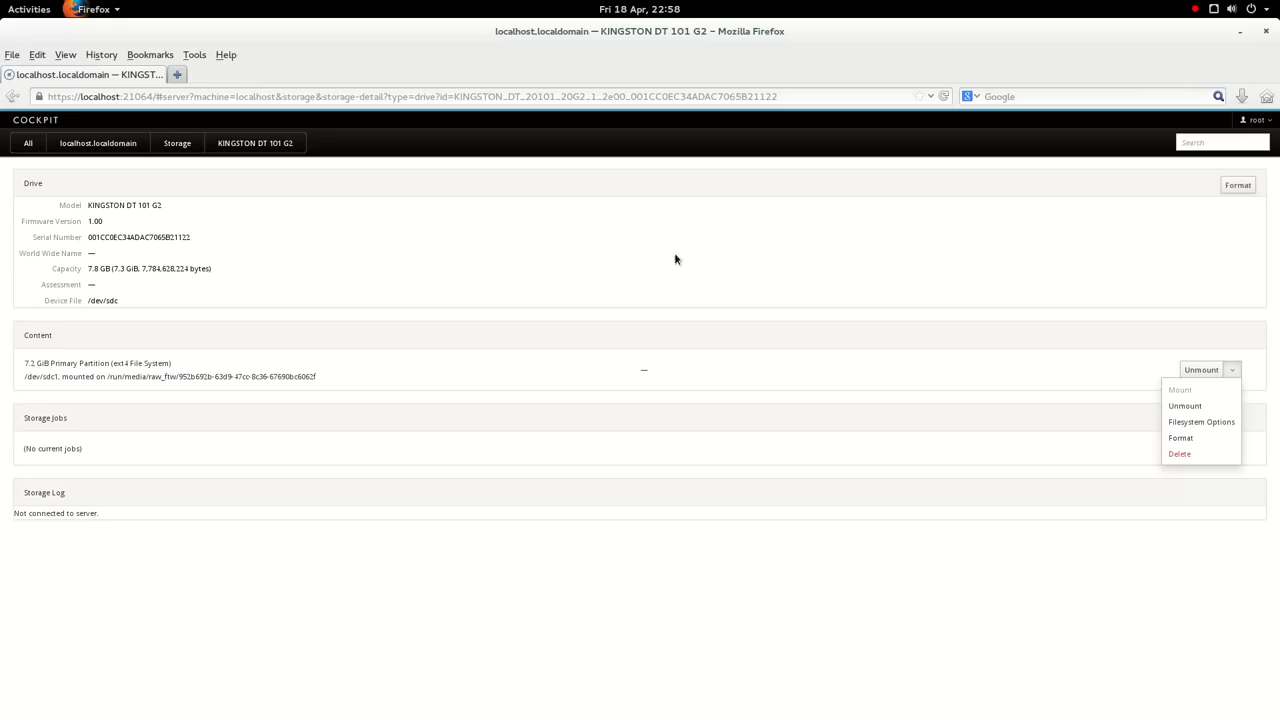 Activities Firefox Fri 18 Apr, 22:58
localhost.localdomain — KINGSTON DT 101 G2 - Mozilla Firefox
File Edit View History Bookmarks Tools Help
localhost.localdomain — KINGST...
https://localhost:21064/#server?machine=localhost&storage&storage-detail?type=drive?id=KINGSTON_DT_20101_20G2_1_2e00_001CC0EC34ADAC7065B21122 Google
COCKPIT root
All localhost.localdomain Storage KINGSTON DT 101 G2 Search
Drive Format
Model KINGSTON DT 101 G2
Firmware Version 1.00
Serial Number 001CC0EC34ADAC7065B21122
World Wide Name —
Capacity 7.8 GB (7.3 GiB, 7,784,628,224 bytes)
Assessment —
Device File /dev/sdc
Content
7.2 GiB Primary Partition (ext4 File System)
/dev/sdc1, mounted on /run/media/raw_ftw/952b692b-63d9-47cc-8c36-67690bc6062f — Unmount
Mount
Unmount
Filesystem Options
Format
Delete
Storage Jobs
(No current jobs)
Storage Log
Not connected to server.